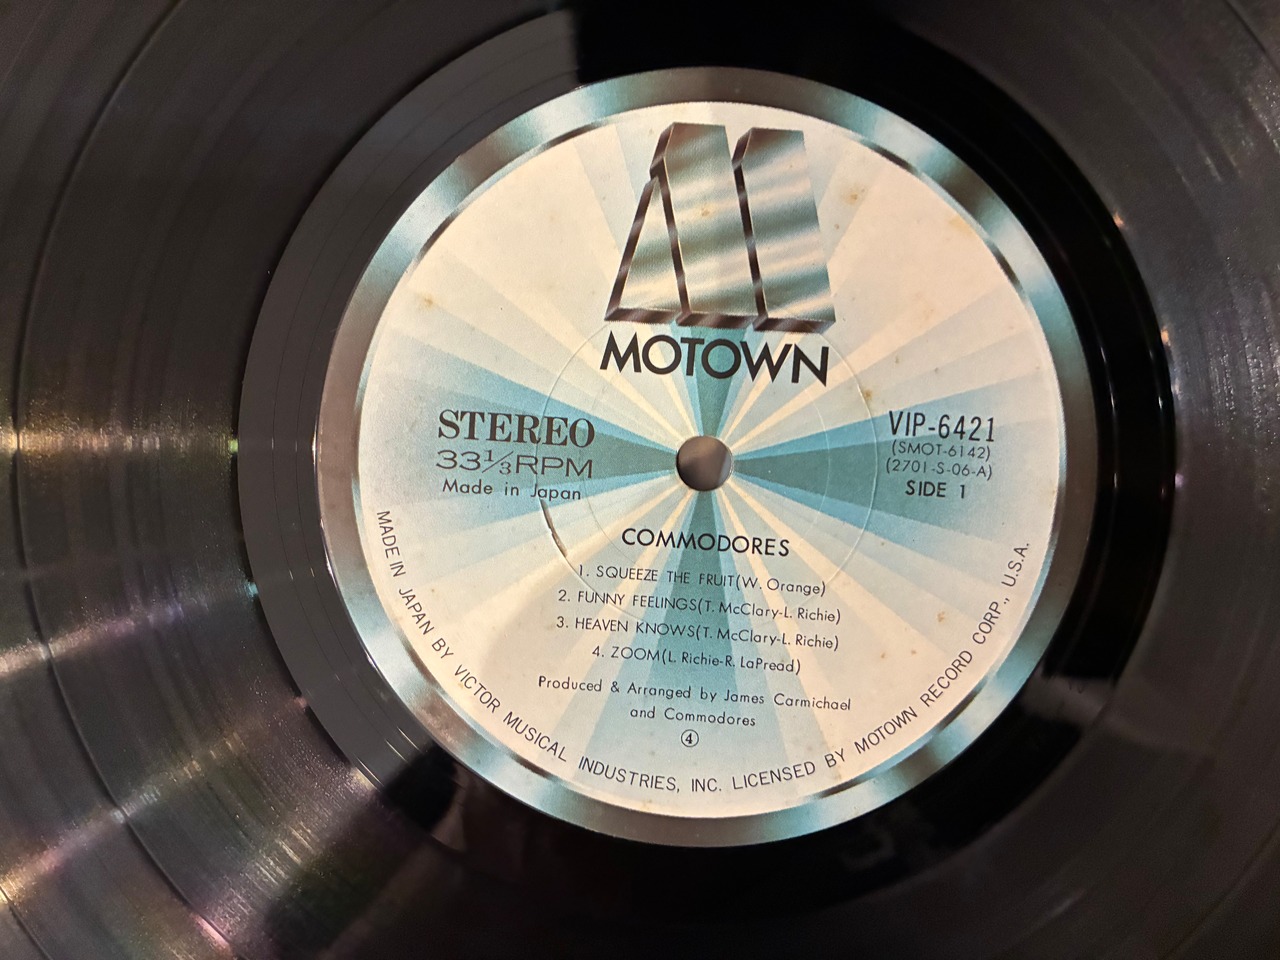 MOTOWN
STEREO
33⅓RPM
Made in Japan
VIP-6421
(SMOT-6142)
(2701-S-06-A)
SIDE 1
COMMODORES
1. SQUEEZE THE FRUIT(W. Orange)
2. FUNNY FEELINGS(T. McClary-L. Richie)
3. HEAVEN KNOWS(T. McClary-L. Richie)
4. ZOOM(L. Richie-R. LaPread)
Produced & Arranged by James Carmichael
and Commodores
④
MADE IN JAPAN BY VICTOR MUSICAL INDUSTRIES, INC. LICENSED BY MOTOWN RECORD CORP., U.S.A.